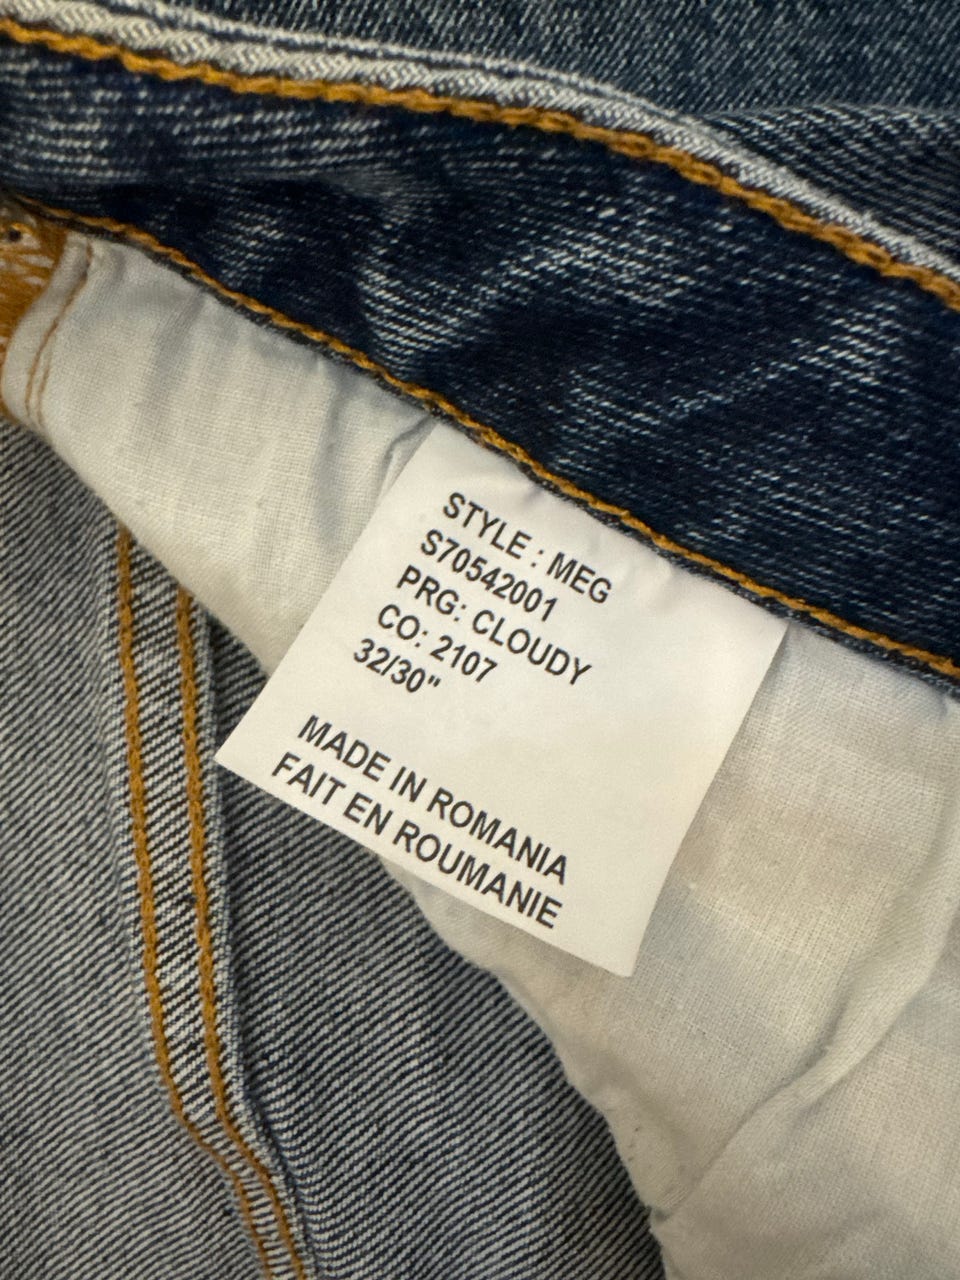 STYLE : MEG
S70542001
PRG: CLOUDY
CO: 2107
32/30"
MADE IN ROMANIA
FAIT EN ROUMANIE